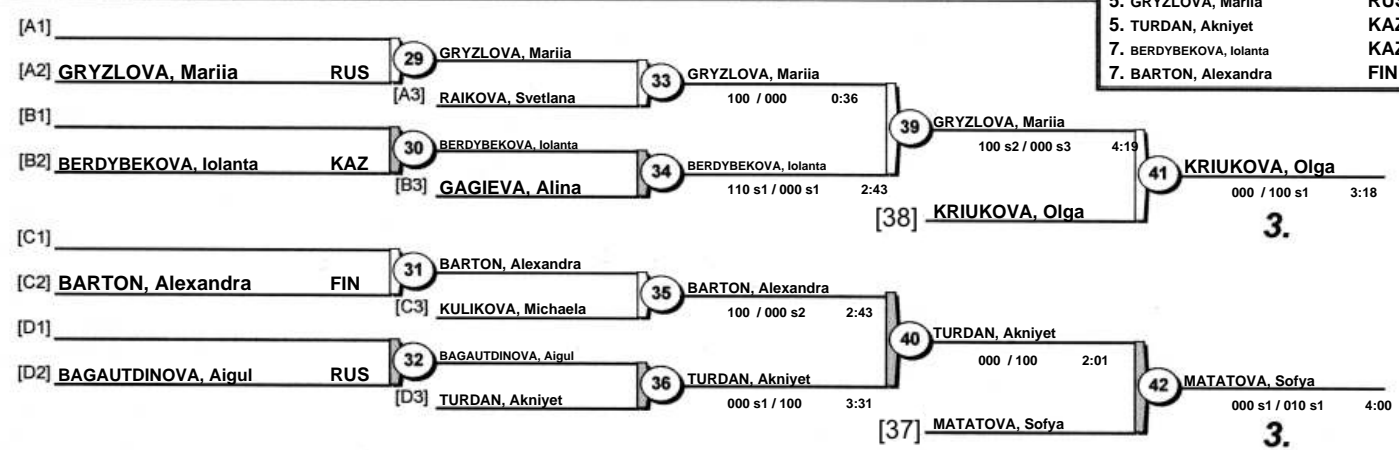 5. GRYZLOVA, Mariia RUS
5. TURDAN, Akniyet KAZ
7. BERDYBEKOVA, Iolanta KAZ
7. BARTON, Alexandra FIN
[A1]
[A2] GRYZLOVA, Mariia RUS
29
GRYZLOVA, Mariia
[A3] RAIKOVA, Svetlana
33
GRYZLOVA, Mariia
100 / 000 0:36
[B1]
[B2] BERDYBEKOVA, Iolanta KAZ
30
BERDYBEKOVA, Iolanta
[B3] GAGIEVA, Alina
34
BERDYBEKOVA, Iolanta
110 s1 / 000 s1 2:43
39
GRYZLOVA, Mariia
100 s2 / 000 s3 4:19
[38] KRIUKOVA, Olga
41
KRIUKOVA, Olga
000 / 100 s1 3:18
3.
[C1]
[C2] BARTON, Alexandra FIN
31
BARTON, Alexandra
[C3] KULIKOVA, Michaela
35
BARTON, Alexandra
100 / 000 s2 2:43
[D1]
[D2] BAGAUTDINOVA, Aigul RUS
32
BAGAUTDINOVA, Aigul
[D3] TURDAN, Akniyet
36
TURDAN, Akniyet
000 s1 / 100 3:31
40
TURDAN, Akniyet
000 / 100 2:01
[37] MATATOVA, Sofya
42
MATATOVA, Sofya
000 s1 / 010 s1 4:00
3.